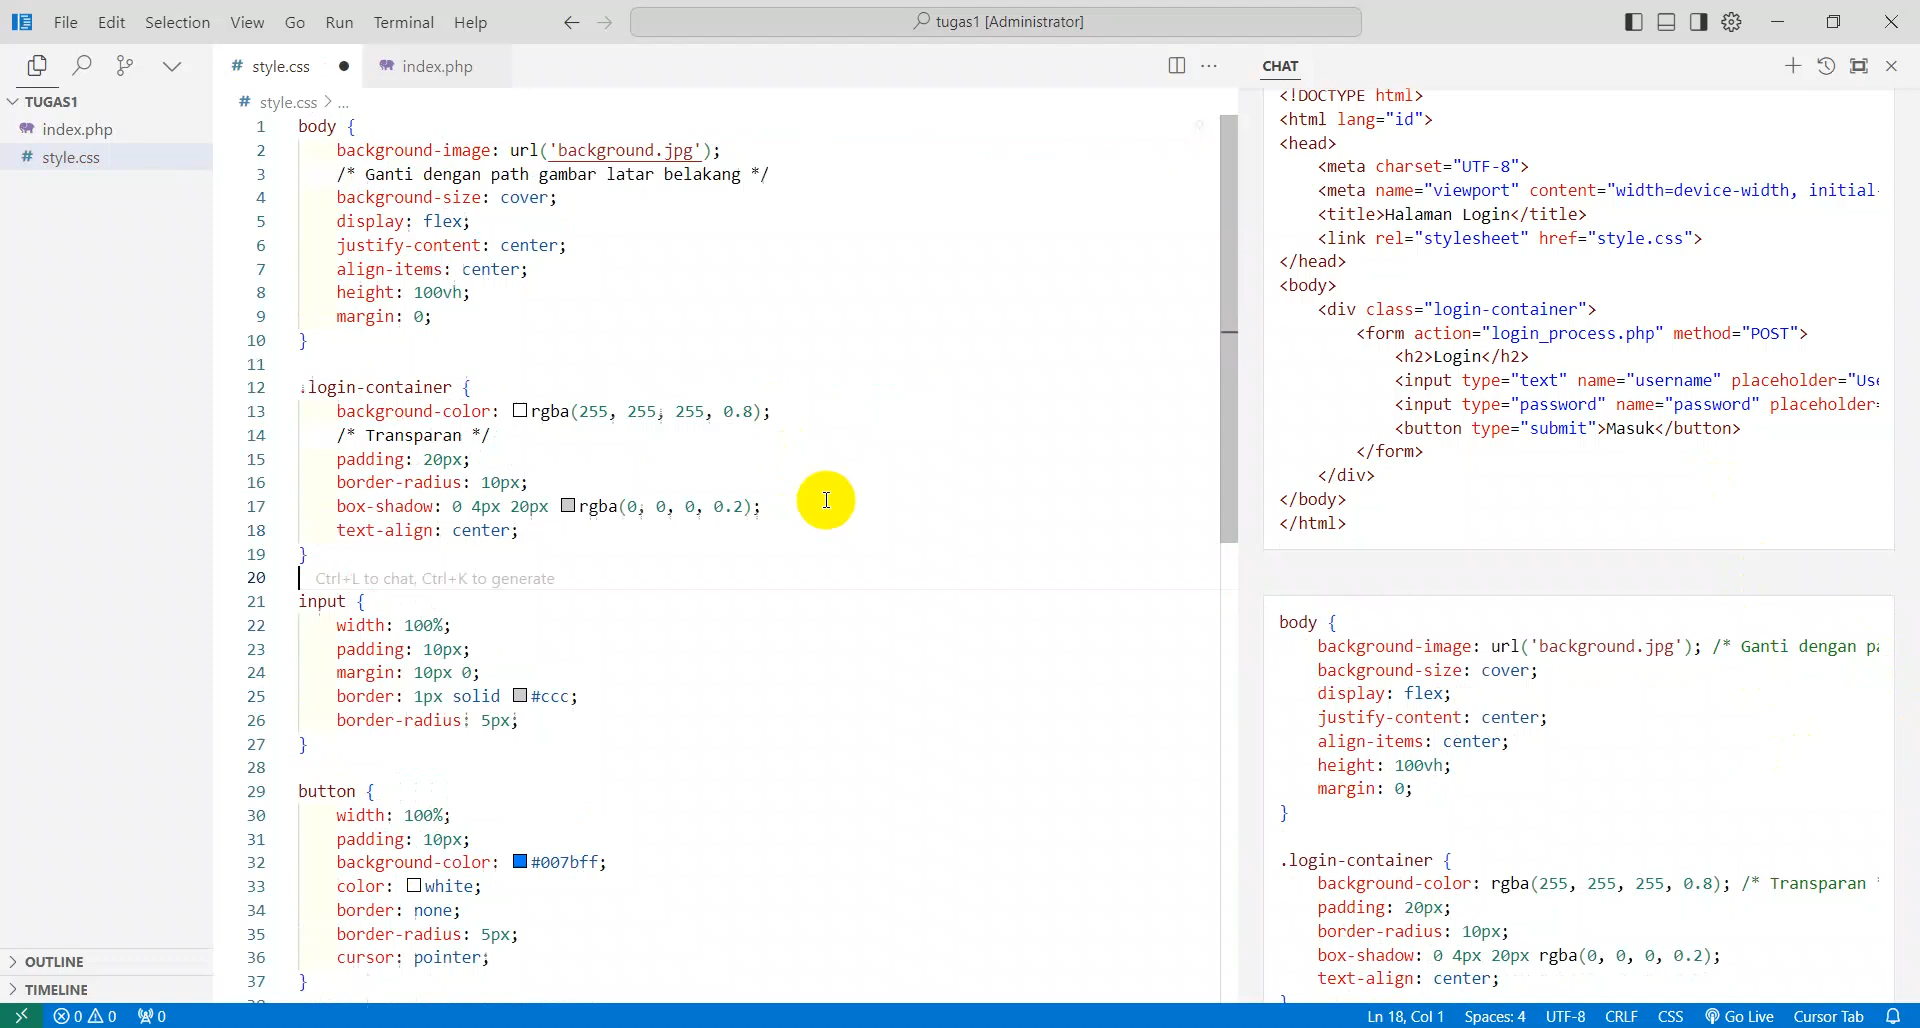 File Edit Selection View Go Run Terminal Help
tugas1 [Administrator]
TUGAS1
index.php
style.css
OUTLINE
TIMELINE
# style.css
index.php
# style.css > ...
1 body {
2 background-image: url('background.jpg');
3 /* Ganti dengan path gambar latar belakang */
4 background-size: cover;
5 display: flex;
6 justify-content: center;
7 align-items: center;
8 height: 100vh;
9 margin: 0;
10 }
11
12 .login-container {
13 background-color: rgba(255, 255, 255, 0.8);
14 /* Transparan */
15 padding: 20px;
16 border-radius: 10px;
17 box-shadow: 0 4px 20px rgba(0, 0, 0, 0.2);
18 text-align: center;
19 }
20 Ctrl+L to chat, Ctrl+K to generate
21 input {
22 width: 100%;
23 padding: 10px;
24 margin: 10px 0;
25 border: 1px solid #ccc;
26 border-radius: 5px;
27 }
28
29 button {
30 width: 100%;
31 padding: 10px;
32 background-color: #007bff;
33 color: white;
34 border: none;
35 border-radius: 5px;
36 cursor: pointer;
37 }
CHAT
<!DOCTYPE html>
<html lang="id">
<head>
<meta charset="UTF-8">
<meta name="viewport" content="width=device-width, initial-
<title>Halaman Login</title>
<link rel="stylesheet" href="style.css">
</head>
<body>
<div class="login-container">
<form action="login_process.php" method="POST">
<h2>Login</h2>
<input type="text" name="username" placeholder="Use
<input type="password" name="password" placeholder=
<button type="submit">Masuk</button>
</form>
</div>
</body>
</html>
body {
background-image: url('background.jpg'); /* Ganti dengan pa
background-size: cover;
display: flex;
justify-content: center;
align-items: center;
height: 100vh;
margin: 0;
}
.login-container {
background-color: rgba(255, 255, 255, 0.8); /* Transparan
padding: 20px;
border-radius: 10px;
box-shadow: 0 4px 20px rgba(0, 0, 0, 0.2);
text-align: center;
0 0 0
Ln 18, Col 1 Spaces: 4 UTF-8 CRLF CSS Go Live Cursor Tab